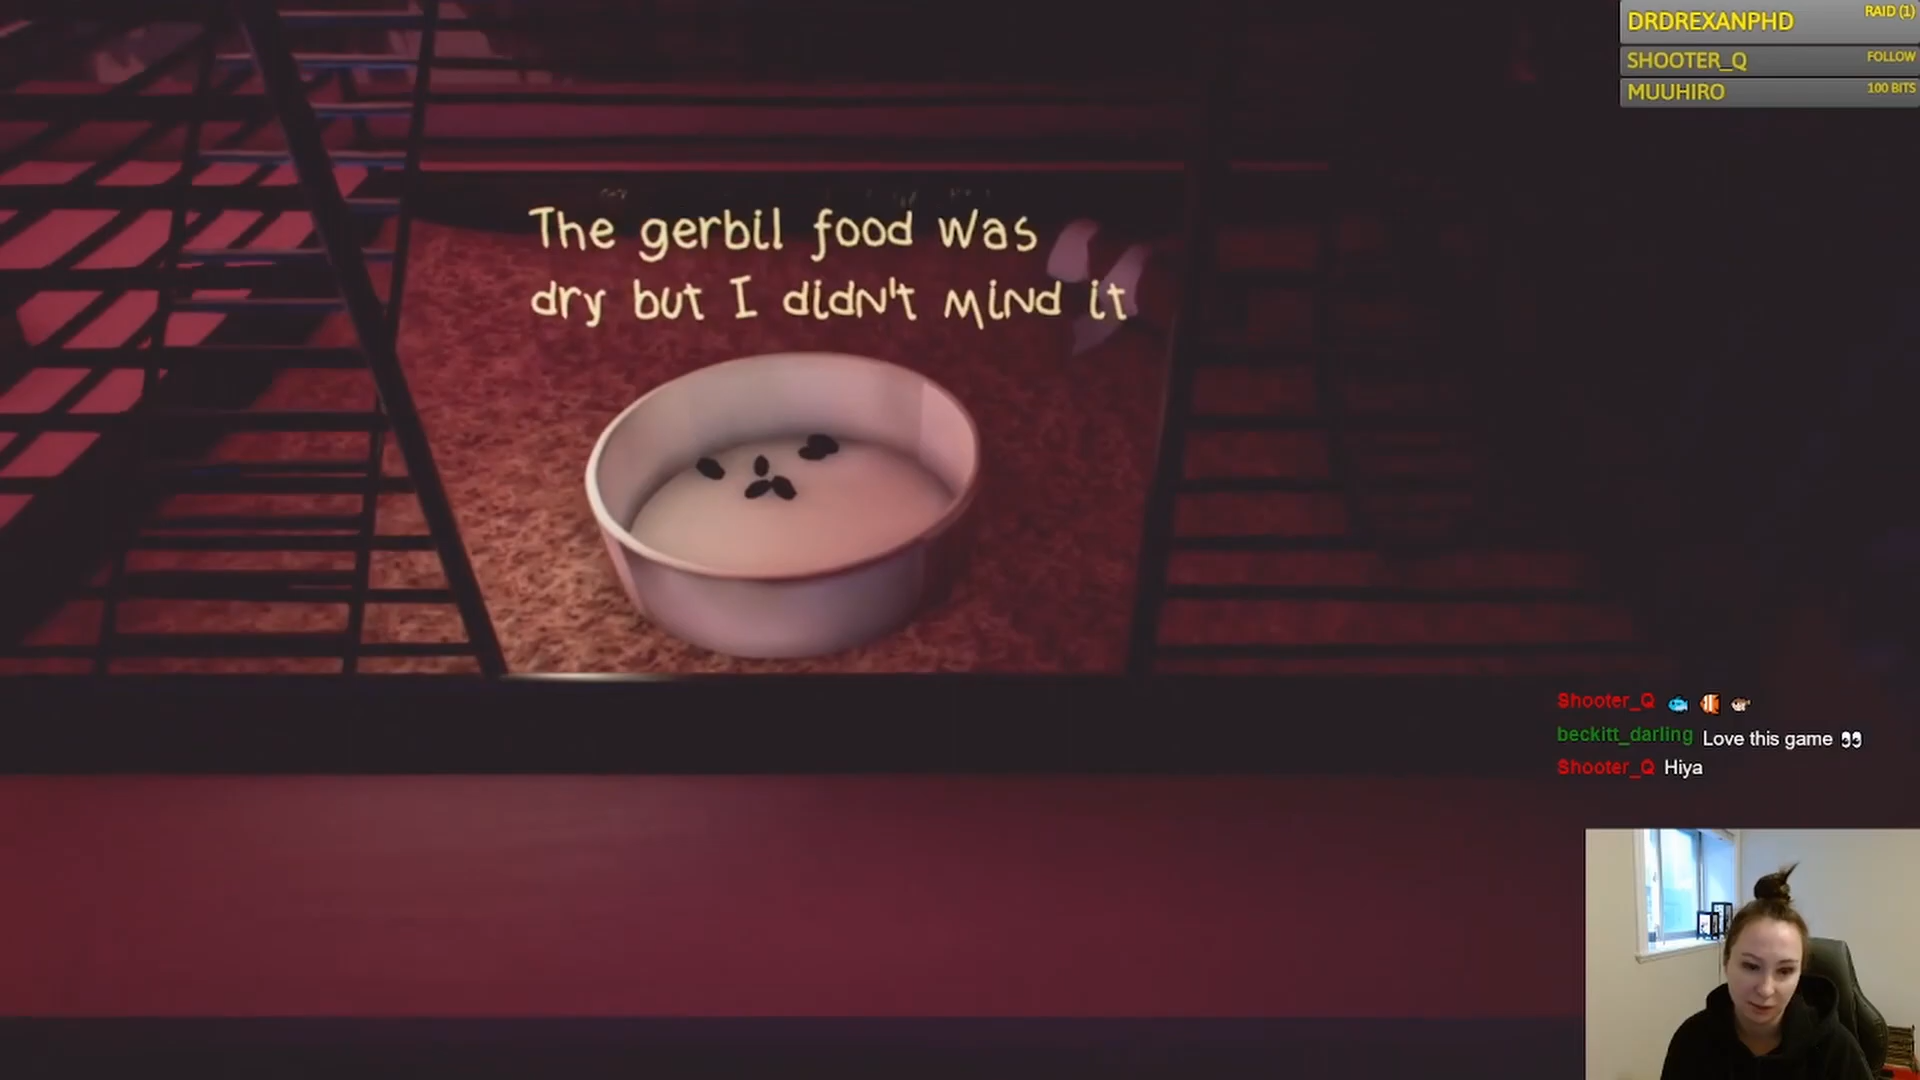 DRDREXANPHD RAID (1)
SHOOTER_Q FOLLOW
MUUHIRO 100 BITS
The gerbil food was
dry but I didn't mind it
Shooter_Q
beckitt_darling Love this game
Shooter_Q Hiya